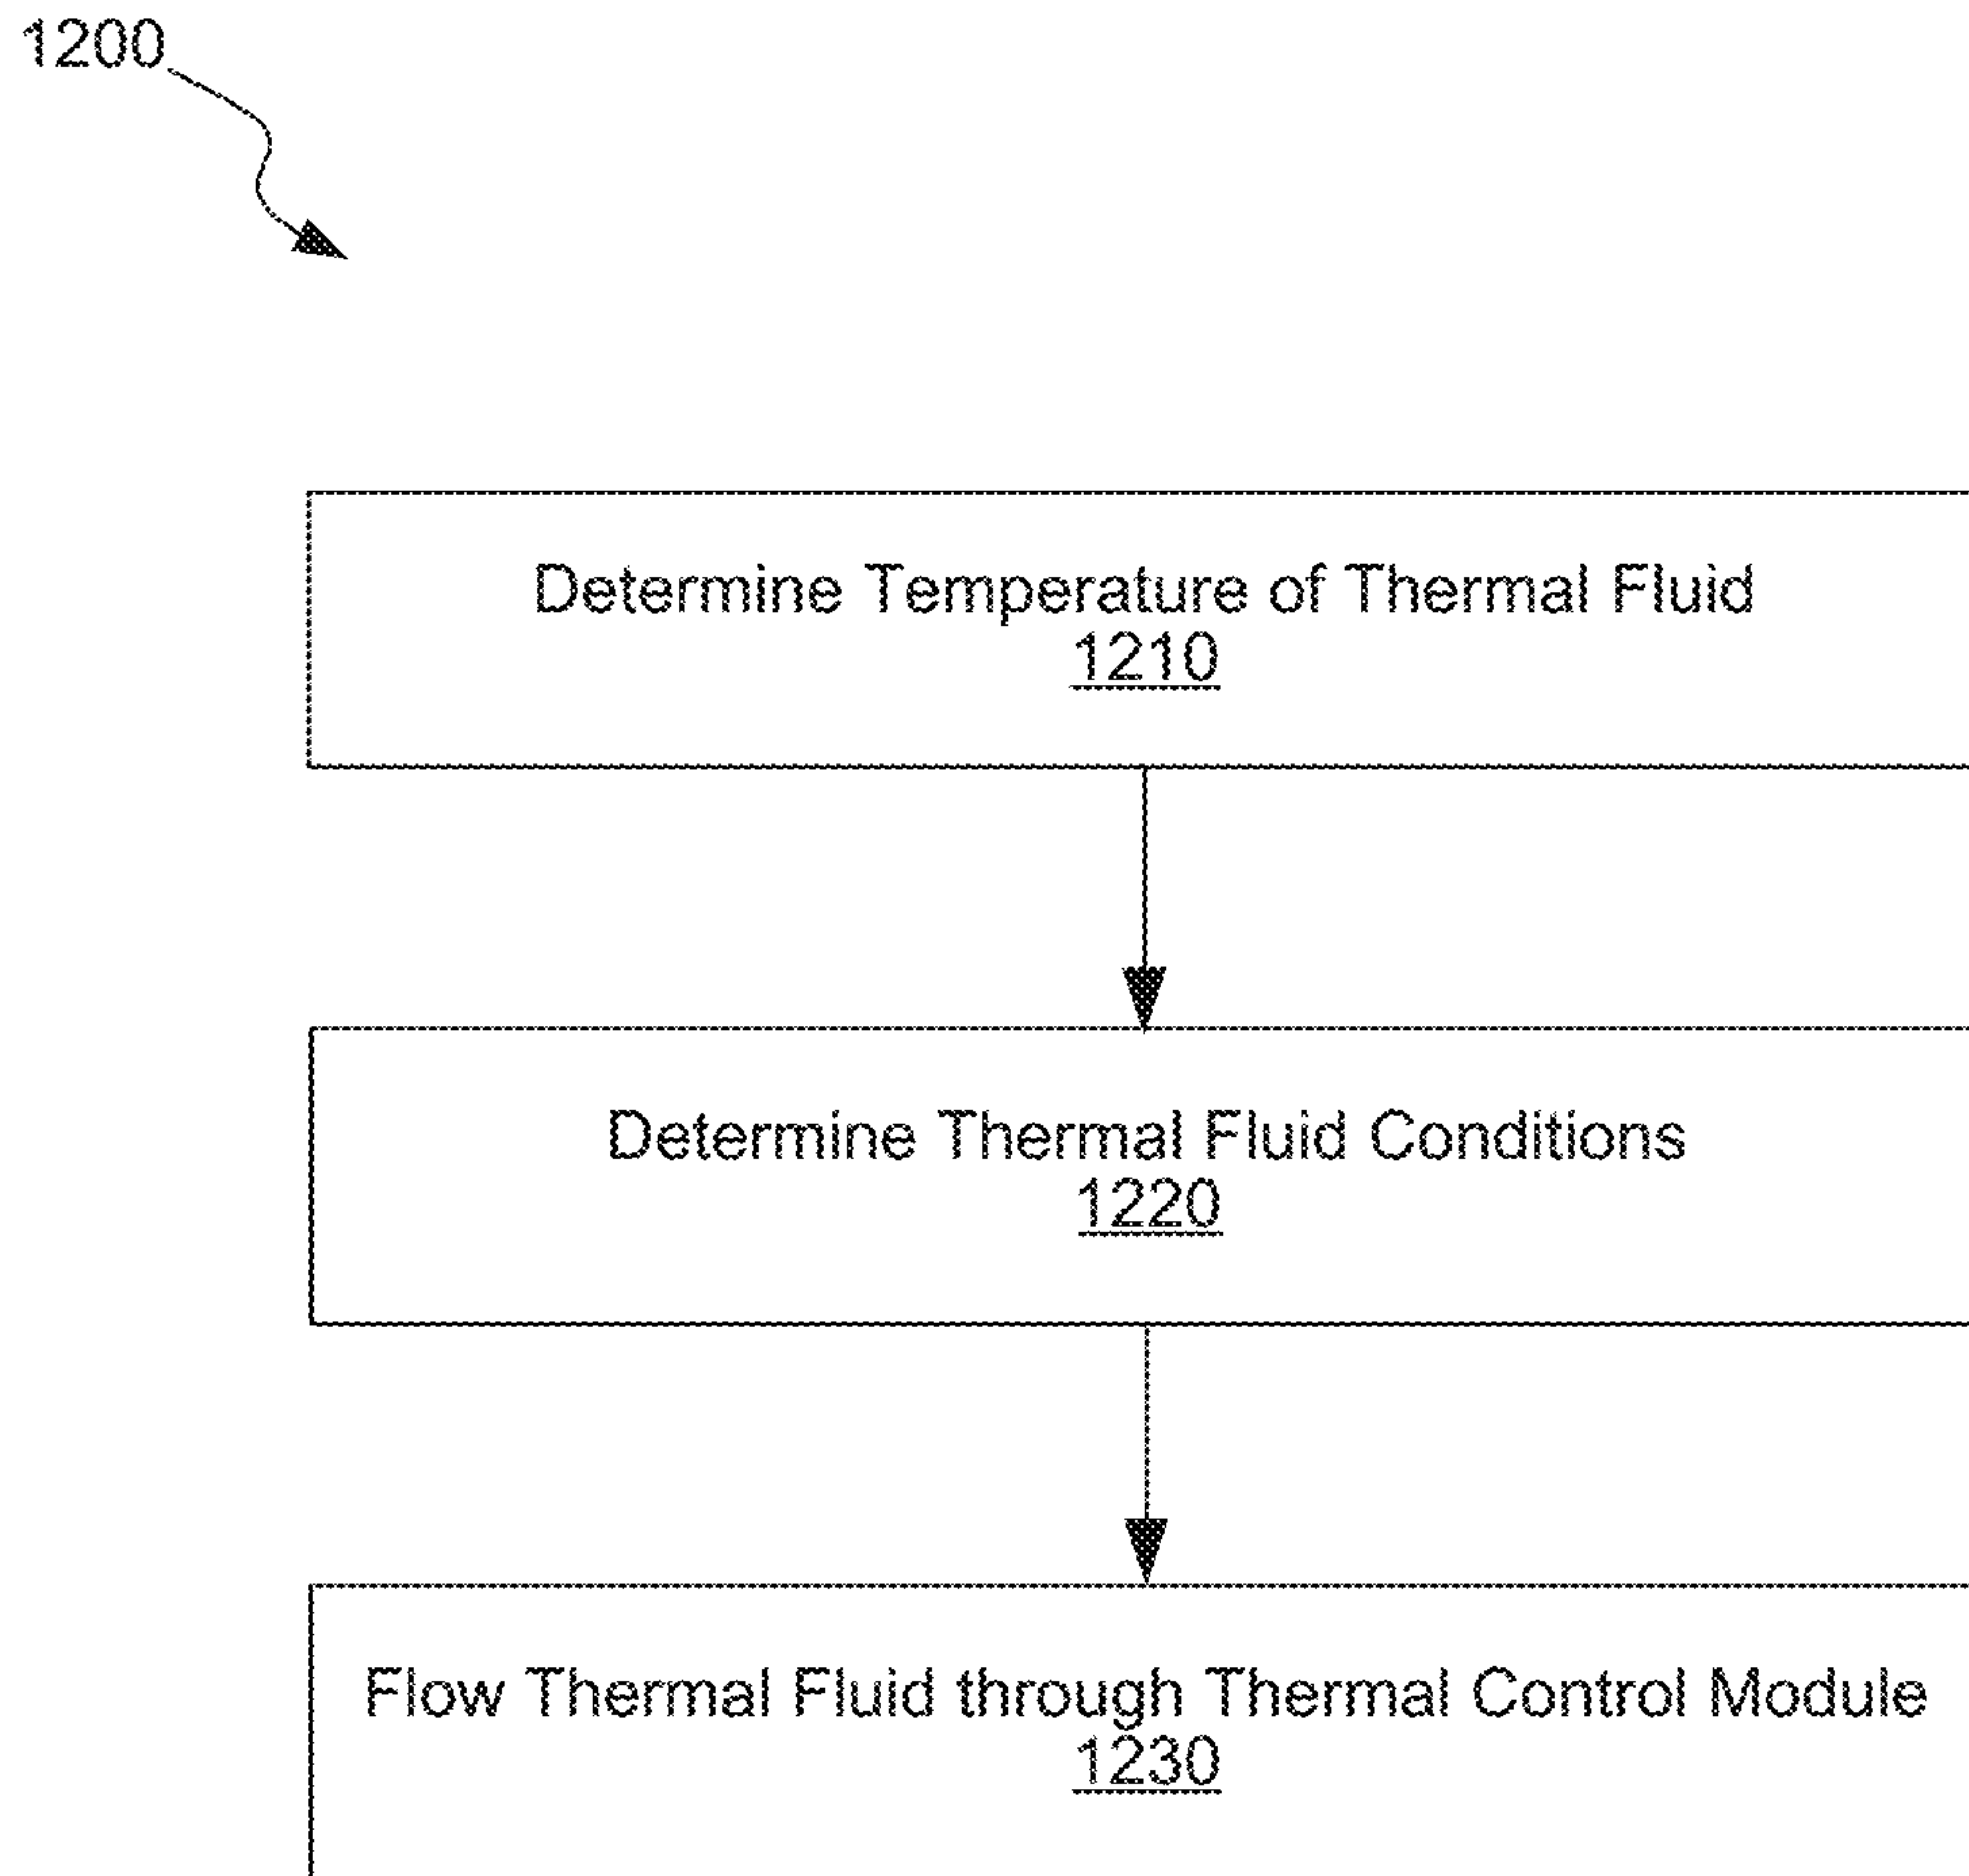 1200
Determine Temperature of Thermal Fluid
1210
Determine Thermal Fluid Conditions
1220
Flow Thermal Fluid through Thermal Control Module
1230